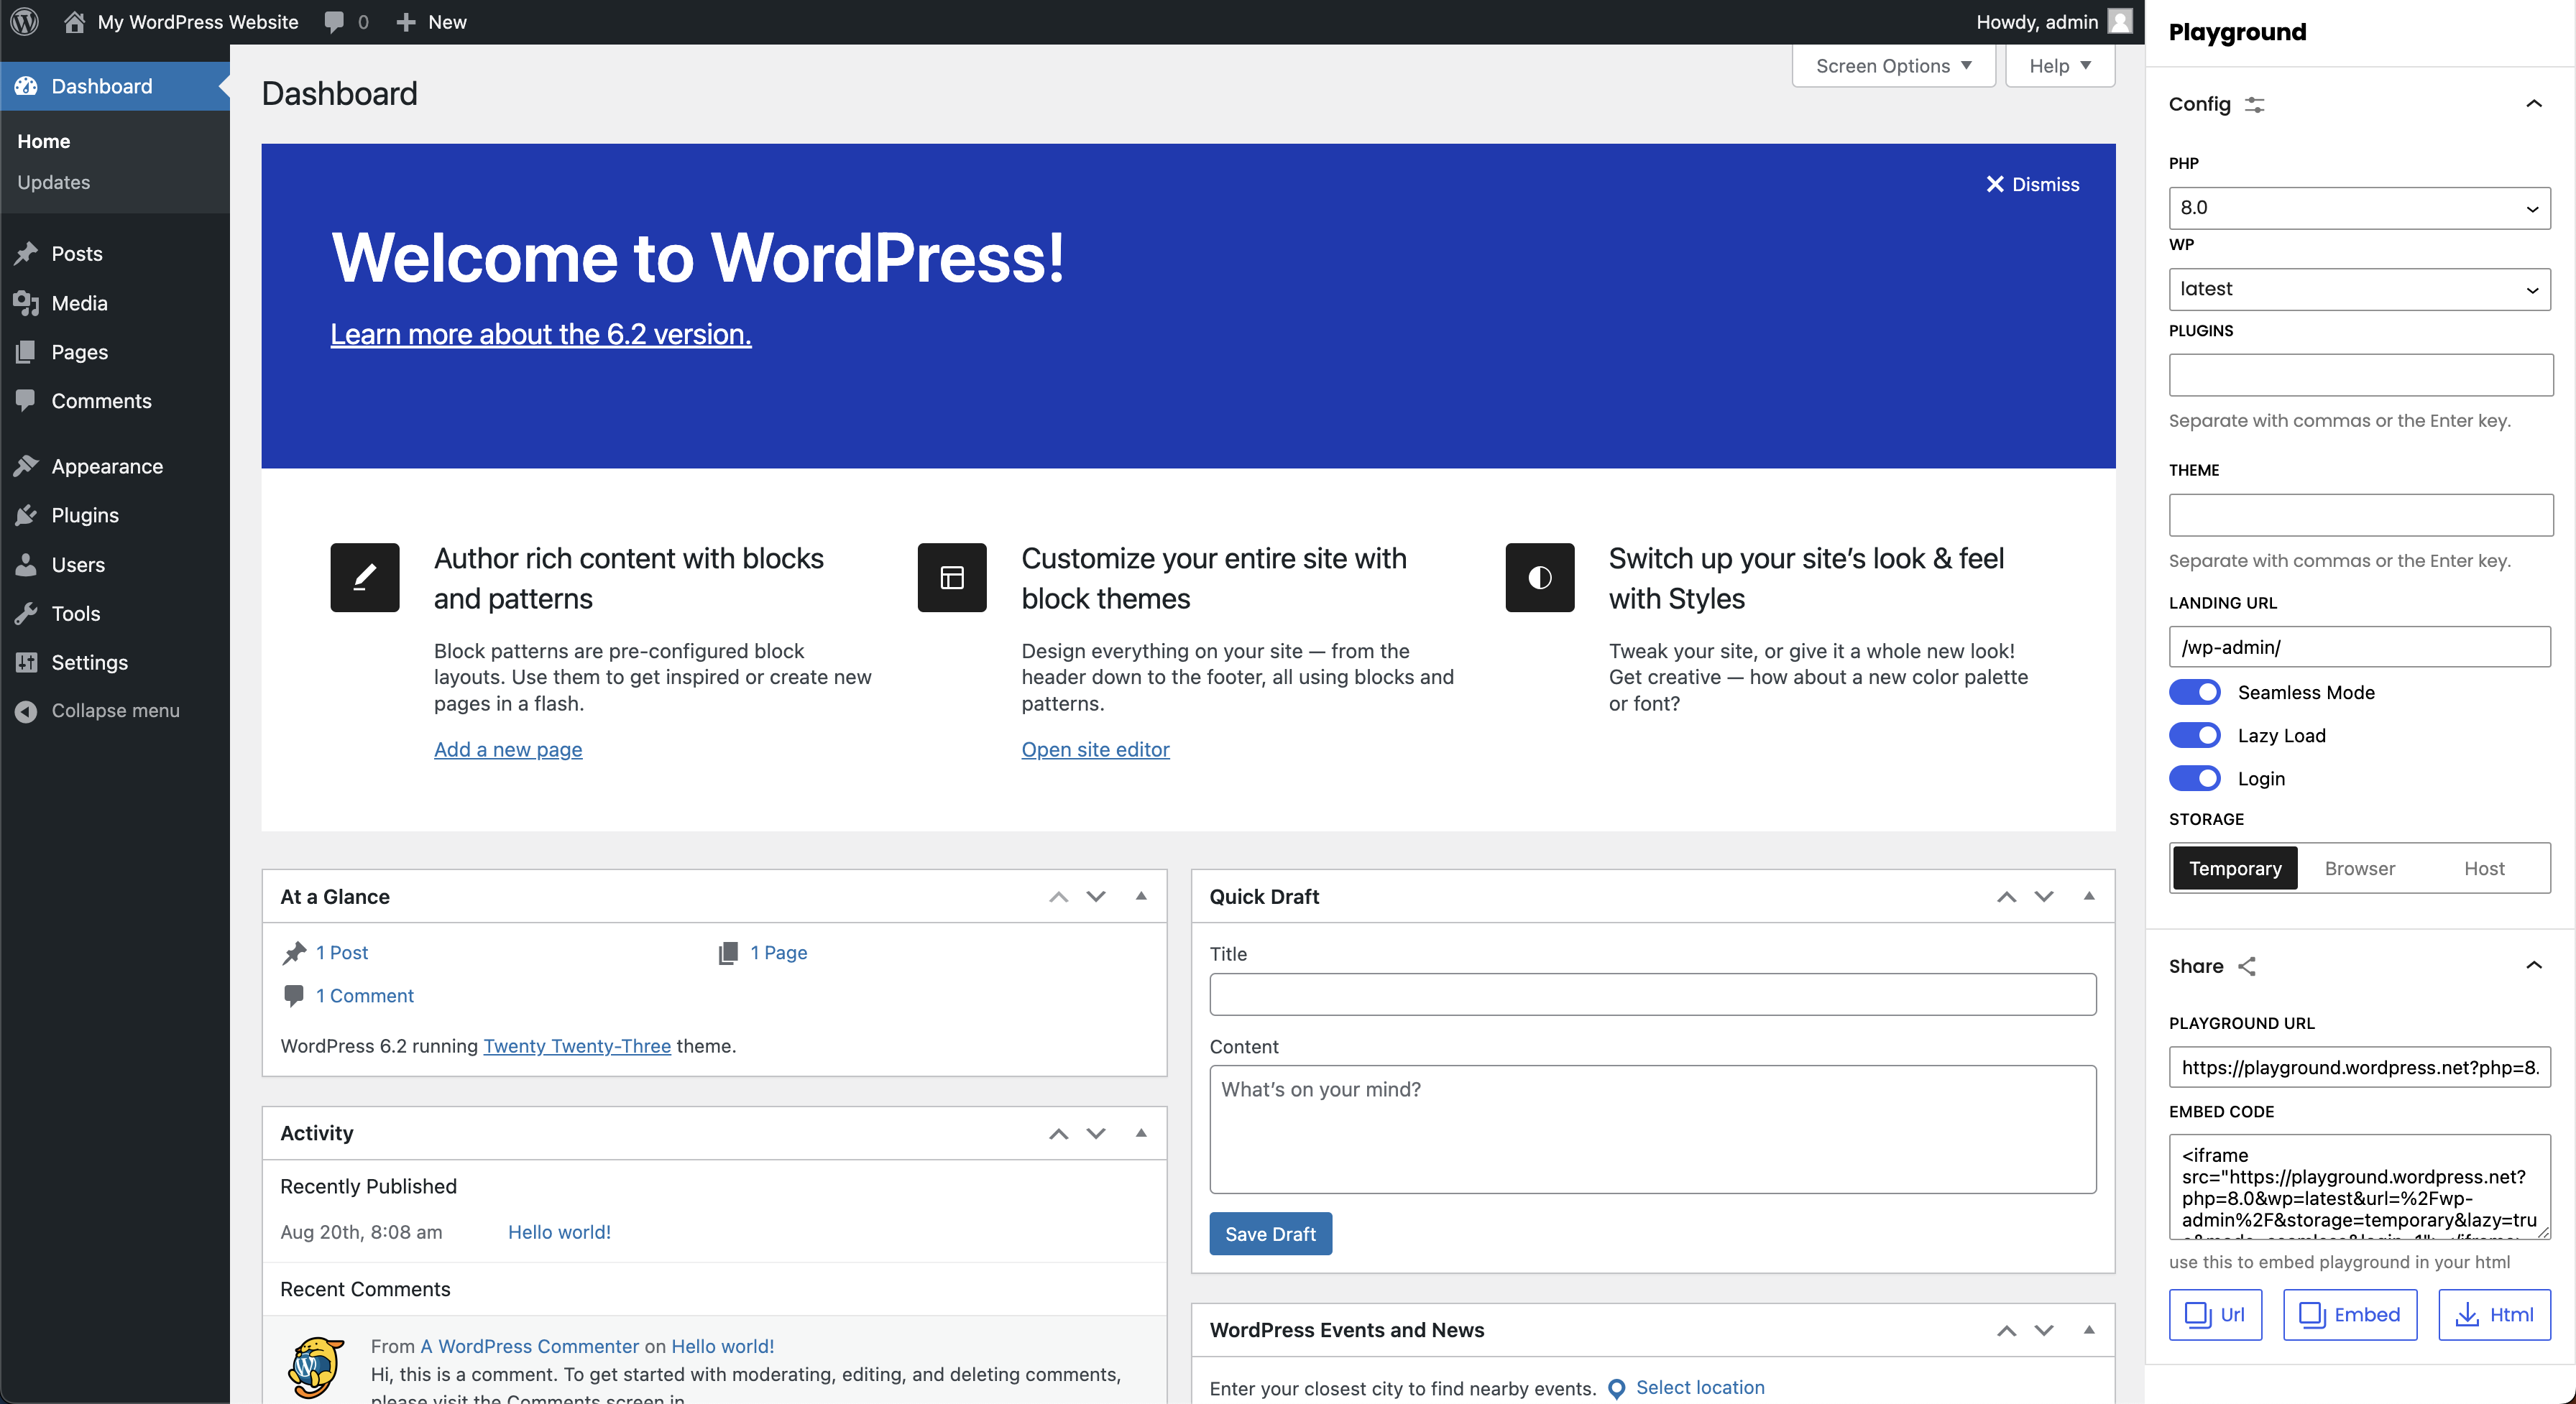 My WordPress Website
0
New
Howdy, admin
Dashboard
Home
Updates
Posts
Media
Pages
Comments
Appearance
Plugins
Users
Tools
Settings
Collapse menu
Screen Options
Help
Dashboard
Dismiss
Welcome to WordPress!
Learn more about the 6.2 version.
Author rich content with blocks
and patterns
Block patterns are pre-configured block
layouts. Use them to get inspired or create new
pages in a flash.
Add a new page
Customize your entire site with
block themes
Design everything on your site — from the
header down to the footer, all using blocks and
patterns.
Open site editor
Switch up your site’s look & feel
with Styles
Tweak your site, or give it a whole new look!
Get creative — how about a new color palette
or font?
At a Glance
1 Post
1 Page
1 Comment
WordPress 6.2 running Twenty Twenty-Three theme.
Activity
Recently Published
Aug 20th, 8:08 am Hello world!
Recent Comments
From A WordPress Commenter on Hello world!
Hi, this is a comment. To get started with moderating, editing, and deleting comments,
please visit the Comments screen in
Quick Draft
Title
Content
What’s on your mind?
Save Draft
WordPress Events and News
Enter your closest city to find nearby events. Select location
Playground
Config
PHP
8.0
WP
latest
PLUGINS
Separate with commas or the Enter key.
THEME
Separate with commas or the Enter key.
LANDING URL
/wp-admin/
Seamless Mode
Lazy Load
Login
STORAGE
Temporary Browser Host
Share
PLAYGROUND URL
https://playground.wordpress.net?php=8.
EMBED CODE
<iframe
src="https://playground.wordpress.net?
php=8.0&wp=latest&url=%2Fwp-
admin%2F&storage=temporary&lazy=tru
use this to embed playground in your html
Url
Embed
Html